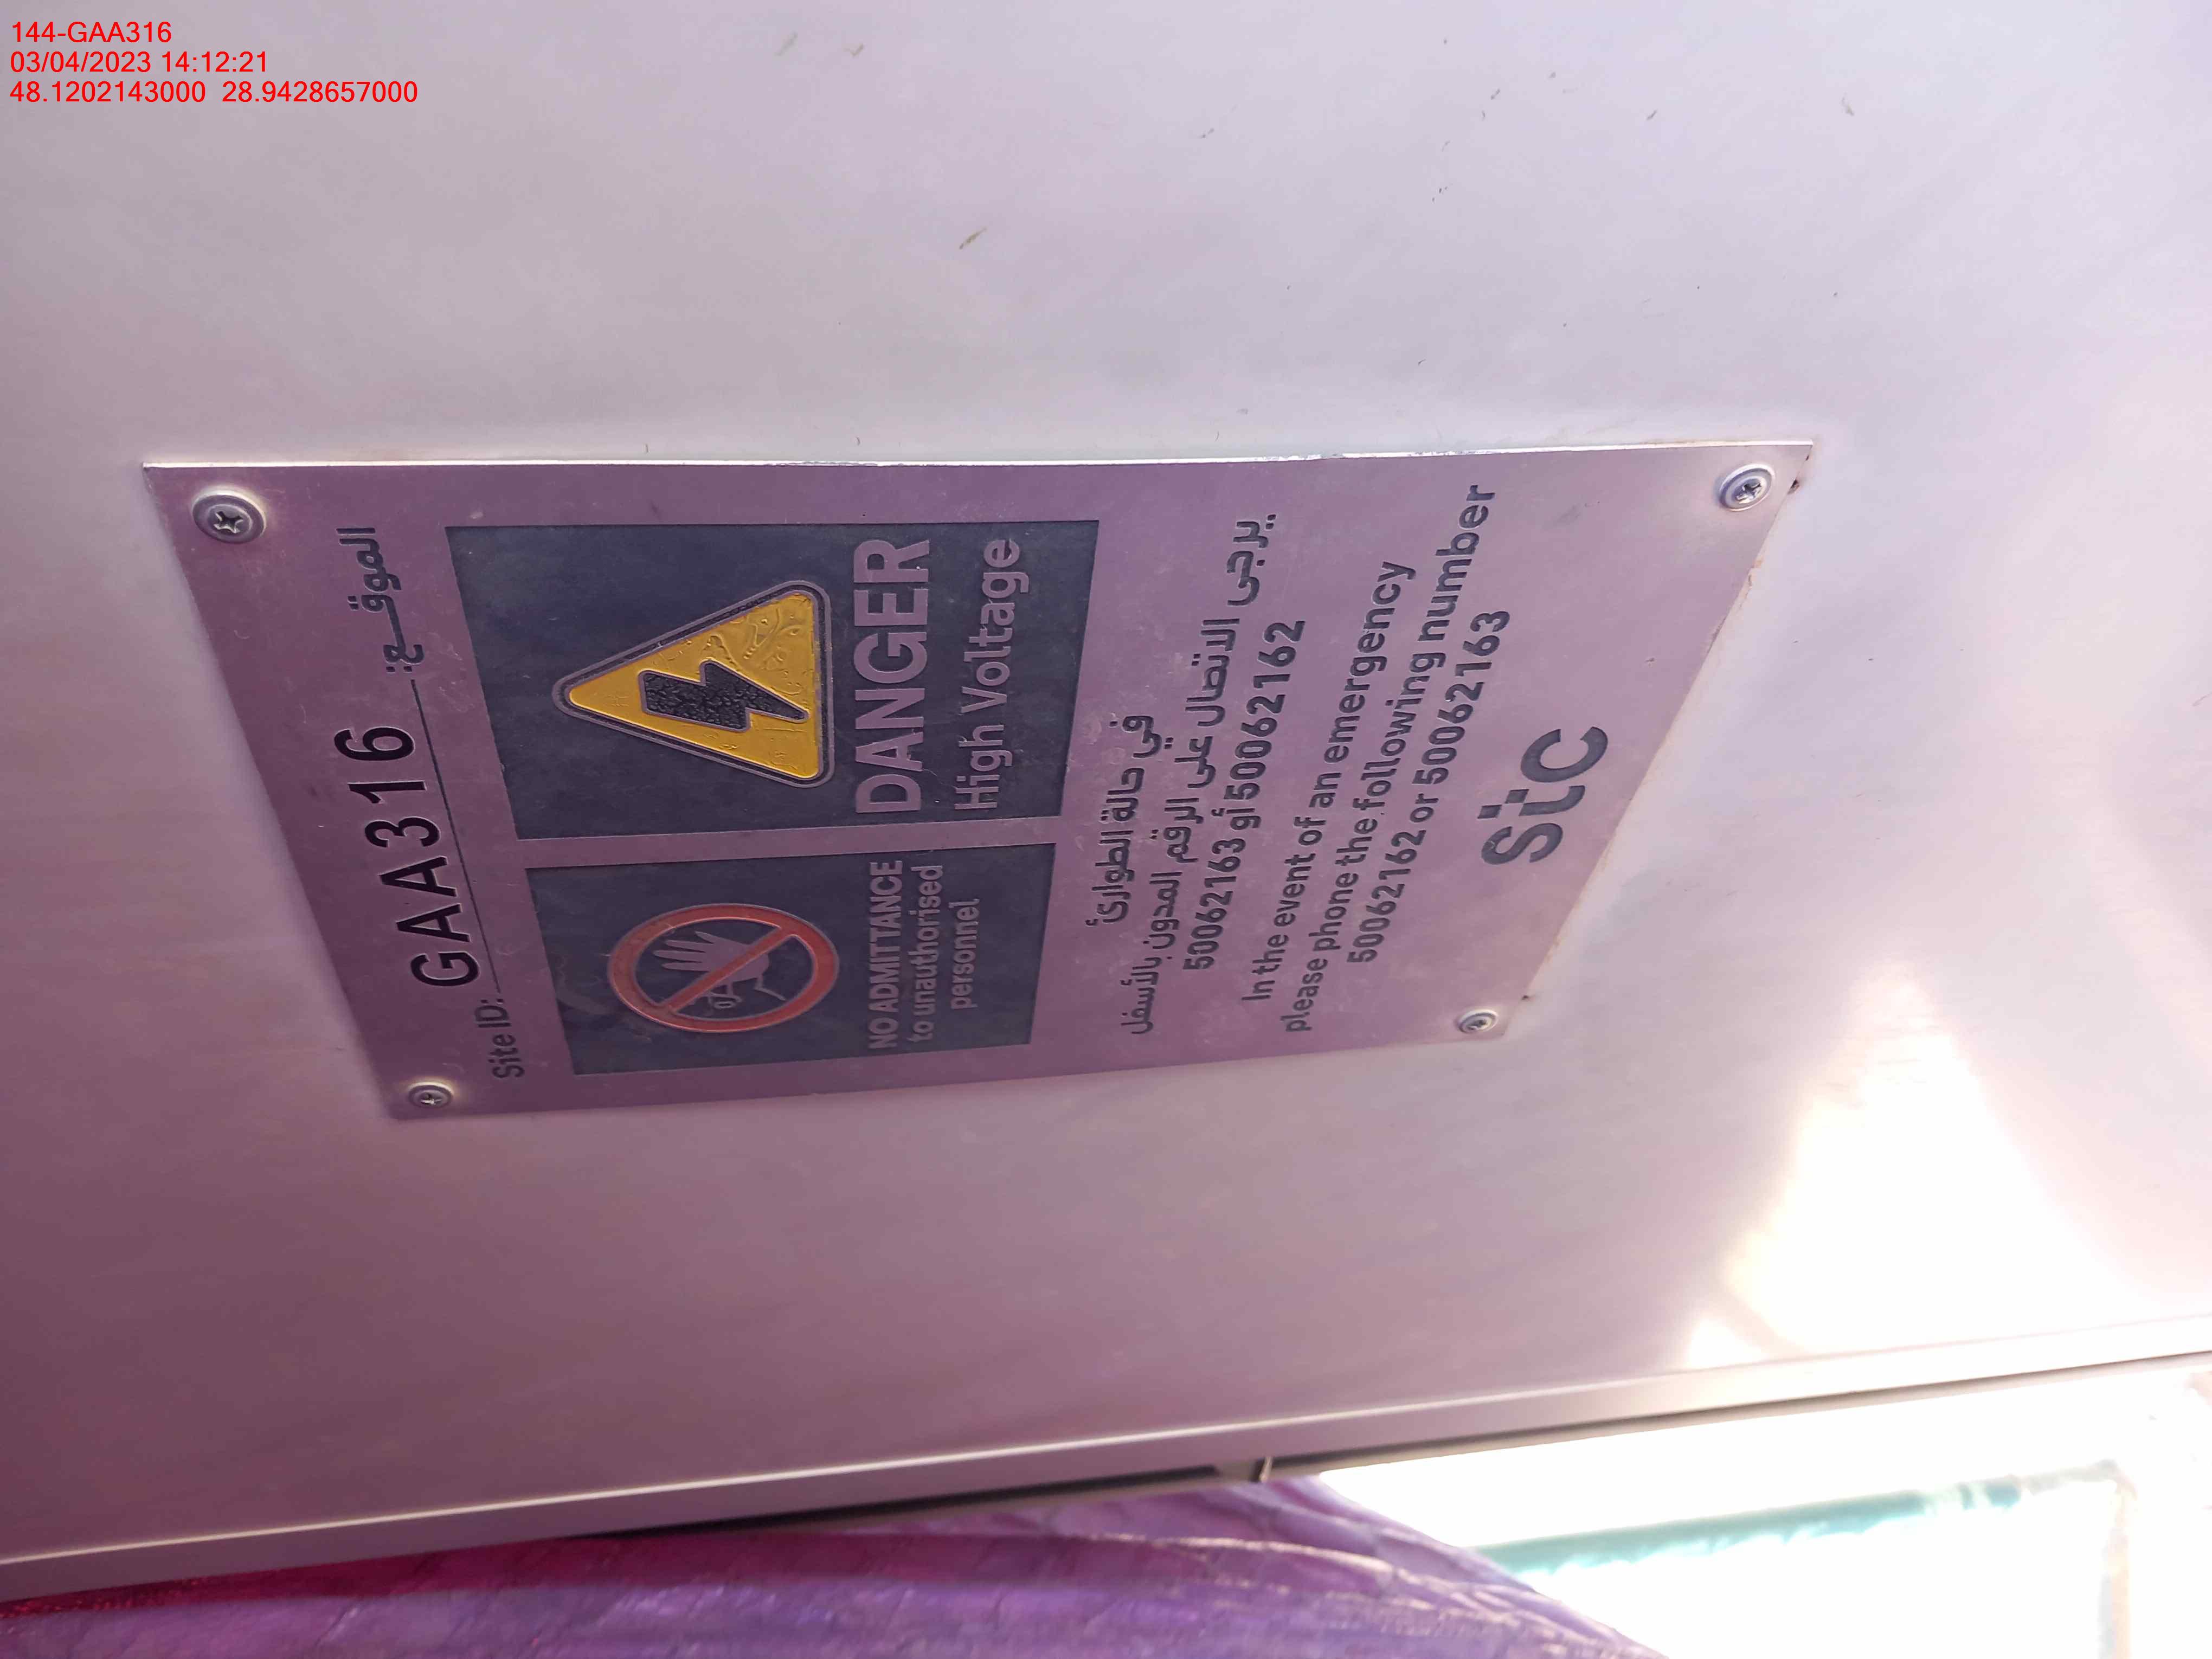 144-GAA316
03/04/2023 14:12:21
48.1202143000 28.9428657000
Site ID: GAA316 الموقــع:
NO ADMITTANCE
to unauthorised
personnel
DANGER
High Voltage
في حالة الطوارئ
يرجى الاتصال على الرقم المدون بالأسفل
50062163 أو 50062162
In the event of an emergency
please phone the following number
50062162 or 50062163
stc